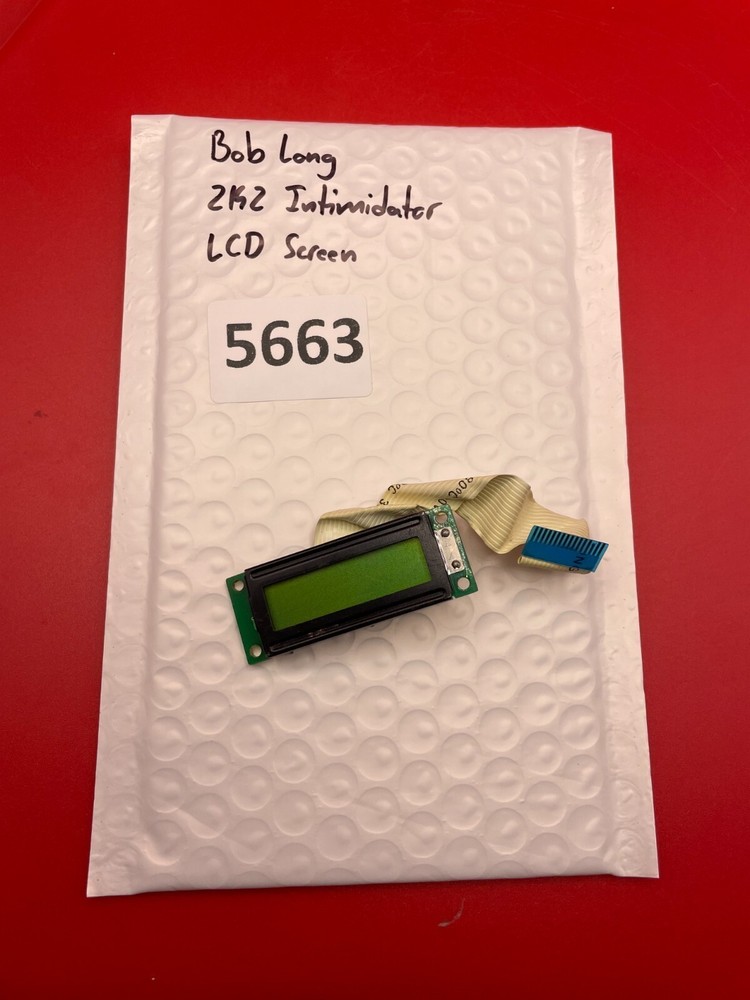 Bob Long
2K2 Intimidator
LCD Screen
5663